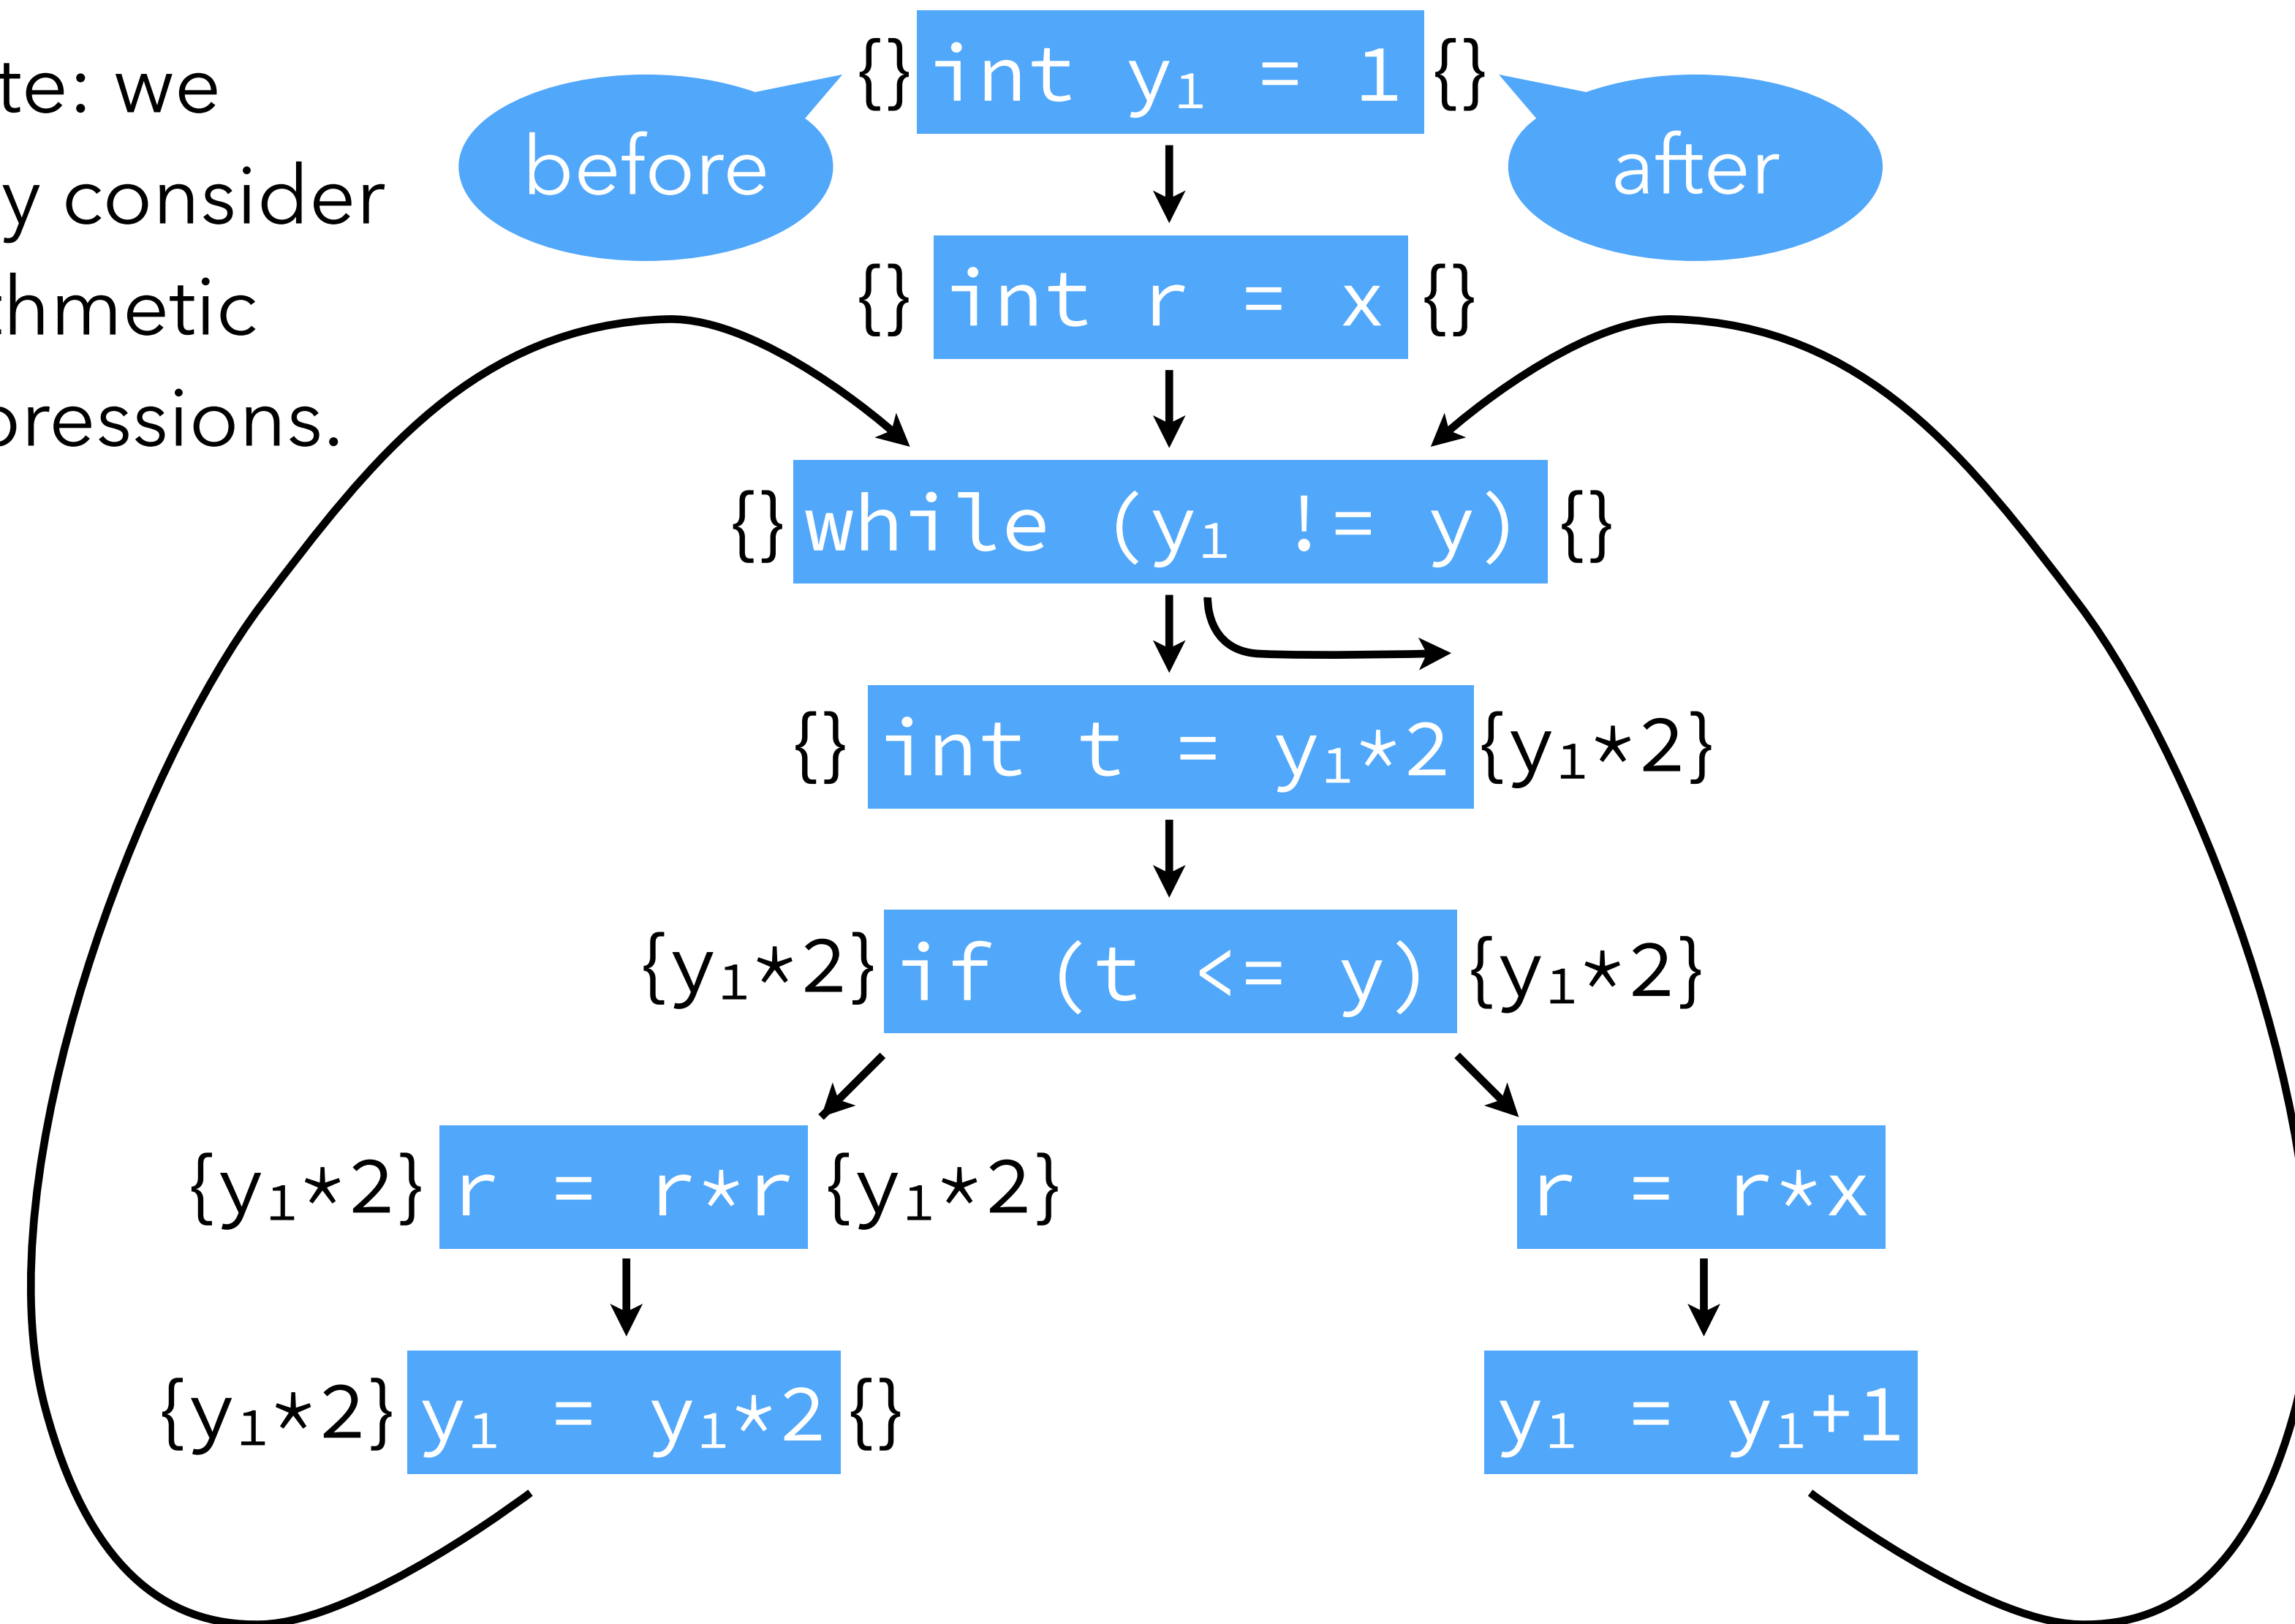 te: we
y consider
hmetic
ressions.
before
after
{} int y₁ = 1 {}
{} int r = x {}
{} while (y₁ != y) {}
{} int t = y₁*2 {y₁*2}
{y₁*2} if (t <= y) {y₁*2}
{y₁*2} r = r*r {y₁*2} r = r*x
{y₁*2} y₁ = y₁*2 {} y₁ = y₁+1